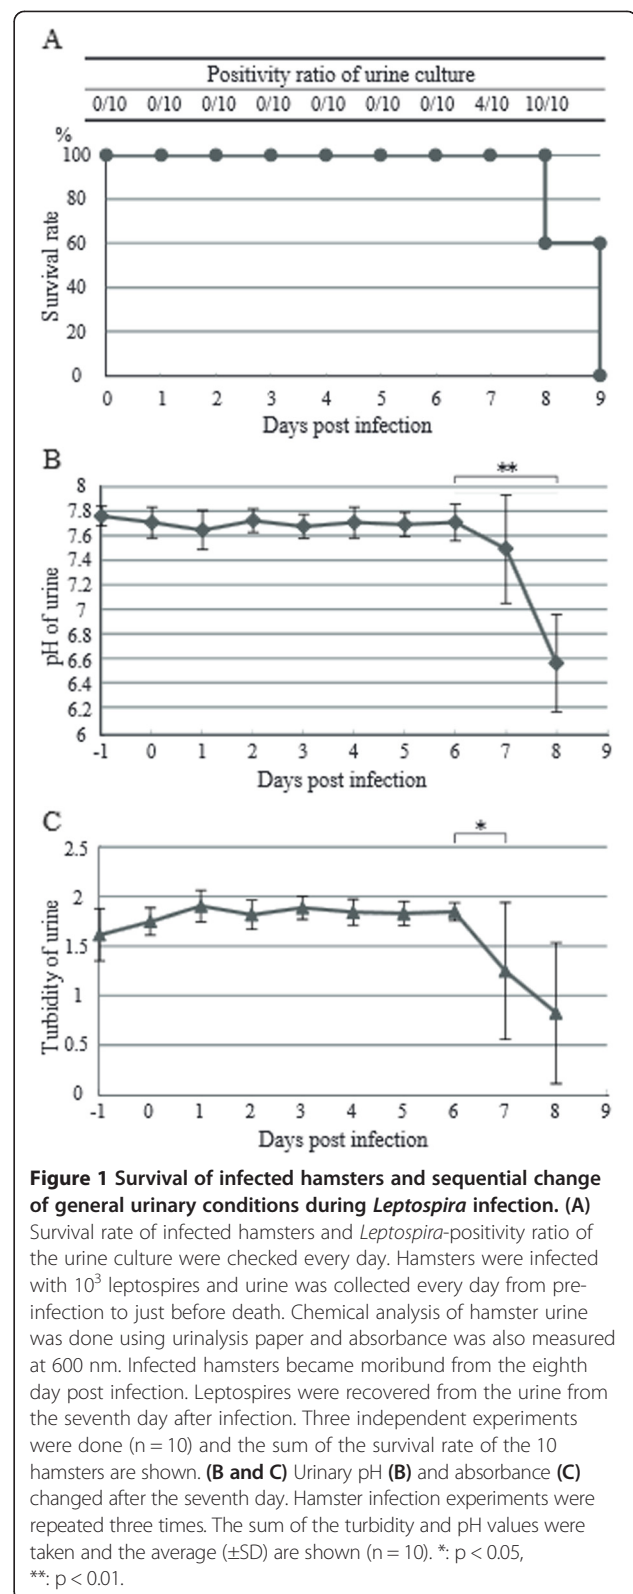 A
Positivity ratio of urine culture
0/10 0/10 0/10 0/10 0/10 0/10 0/10 4/10 10/10
%
100
80
60
40
20
0
Survival rate
0 1 2 3 4 5 6 7 8 9
Days post infection
B
**
8
7.8
7.6
7.4
7.2
7
6.8
6.6
6.4
6.2
6
pH of urine
-1 0 1 2 3 4 5 6 7 8 9
Days post infection
C
*
2.5
2
1.5
1
0.5
0
Turbidity of urine
-1 0 1 2 3 4 5 6 7 8 9
Days post infection
Figure 1 Survival of infected hamsters and sequential change
of general urinary conditions during Leptospira infection. (A)
Survival rate of infected hamsters and Leptospira-positivity ratio of
the urine culture were checked every day. Hamsters were infected
with 10³ leptospires and urine was collected every day from pre-
infection to just before death. Chemical analysis of hamster urine
was done using urinalysis paper and absorbance was also measured
at 600 nm. Infected hamsters became moribund from the eighth
day post infection. Leptospires were recovered from the urine from
the seventh day after infection. Three independent experiments
were done (n = 10) and the sum of the survival rate of the 10
hamsters are shown. (B and C) Urinary pH (B) and absorbance (C)
changed after the seventh day. Hamster infection experiments were
repeated three times. The sum of the turbidity and pH values were
taken and the average (±SD) are shown (n = 10). *: p < 0.05,
**: p < 0.01.